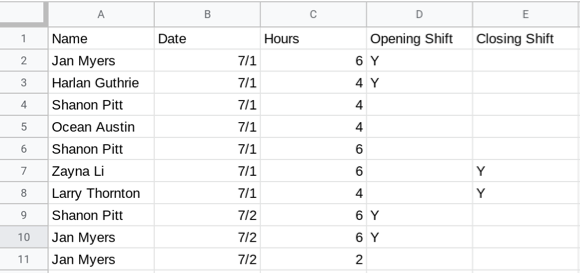 A B C D E
1 Name Date Hours Opening Shift Closing Shift
2 Jan Myers 7/1 6 Y
3 Harlan Guthrie 7/1 4 Y
4 Shanon Pitt 7/1 4
5 Ocean Austin 7/1 4
6 Shanon Pitt 7/1 6
7 Zayna Li 7/1 6 Y
8 Larry Thornton 7/1 4 Y
9 Shanon Pitt 7/2 6 Y
10 Jan Myers 7/2 6 Y
11 Jan Myers 7/2 2